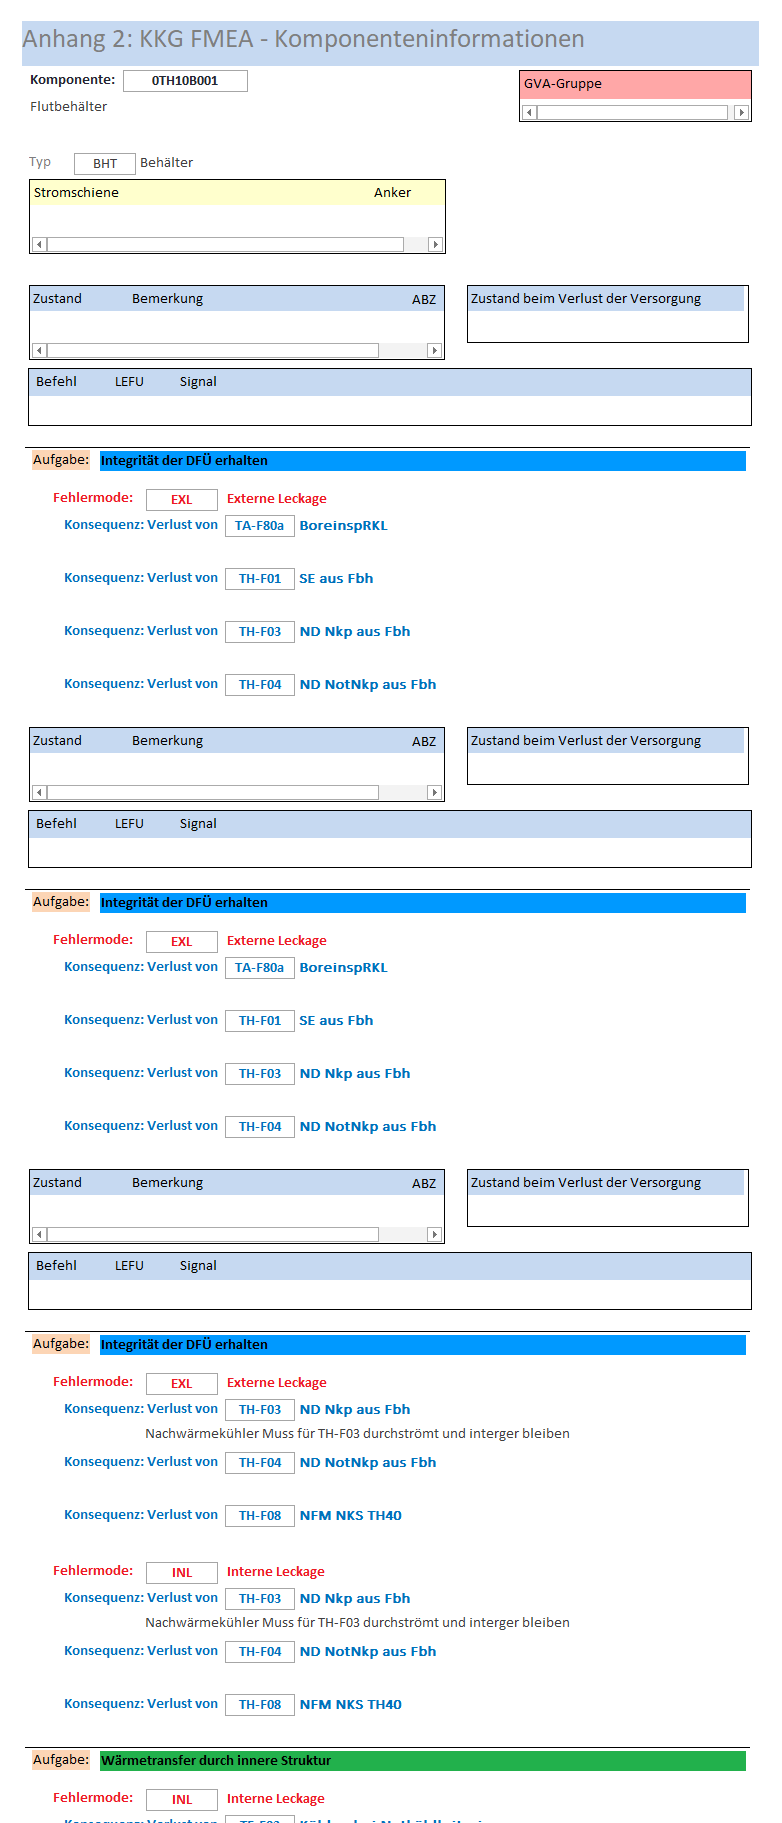 Anhang 2: KKG FMEA - Komponenteninformationen
Komponente: 0TH10B001
GVA-Gruppe
Flutbehälter
Typ BHT Behälter
Stromschiene Anker
Zustand Bemerkung ABZ Zustand beim Verlust der Versorgung
Befehl LEFU Signal
Aufgabe: Integrität der DFÜ erhalten
Fehlermode: EXL Externe Leckage
Konsequenz: Verlust von TA-F80a BoreinspRKL
Konsequenz: Verlust von TH-F01 SE aus Fbh
Konsequenz: Verlust von TH-F03 ND Nkp aus Fbh
Konsequenz: Verlust von TH-F04 ND NotNkp aus Fbh
Zustand Bemerkung ABZ Zustand beim Verlust der Versorgung
Befehl LEFU Signal
Aufgabe: Integrität der DFÜ erhalten
Fehlermode: EXL Externe Leckage
Konsequenz: Verlust von TA-F80a BoreinspRKL
Konsequenz: Verlust von TH-F01 SE aus Fbh
Konsequenz: Verlust von TH-F03 ND Nkp aus Fbh
Konsequenz: Verlust von TH-F04 ND NotNkp aus Fbh
Zustand Bemerkung ABZ Zustand beim Verlust der Versorgung
Befehl LEFU Signal
Aufgabe: Integrität der DFÜ erhalten
Fehlermode: EXL Externe Leckage
Konsequenz: Verlust von TH-F03 ND Nkp aus Fbh
Nachwärmekühler Muss für TH-F03 durchströmt und interger bleiben
Konsequenz: Verlust von TH-F04 ND NotNkp aus Fbh
Konsequenz: Verlust von TH-F08 NFM NKS TH40
Fehlermode: INL Interne Leckage
Konsequenz: Verlust von TH-F03 ND Nkp aus Fbh
Nachwärmekühler Muss für TH-F03 durchströmt und interger bleiben
Konsequenz: Verlust von TH-F04 ND NotNkp aus Fbh
Konsequenz: Verlust von TH-F08 NFM NKS TH40
Aufgabe: Wärmetransfer durch innere Struktur
Fehlermode: INL Interne Leckage
Konsequenz: Verlust von